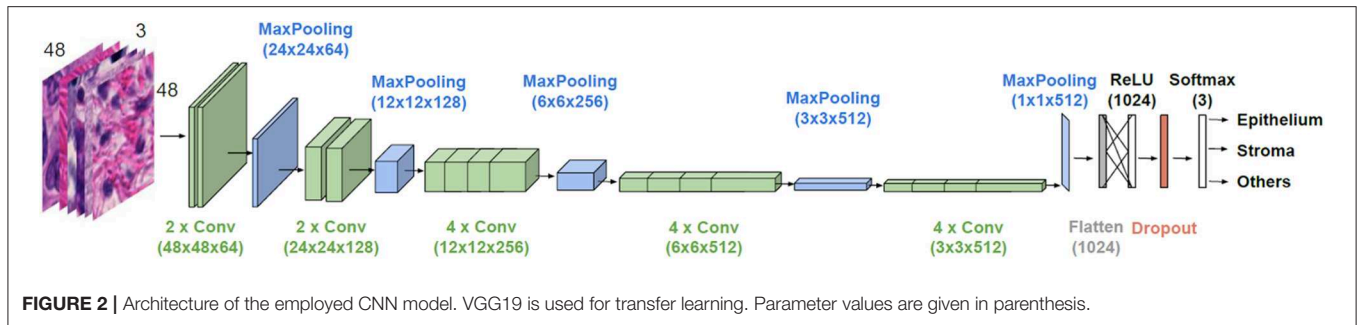 48
3
48
MaxPooling
(24x24x64)
MaxPooling
(12x12x128)
MaxPooling
(6x6x256)
MaxPooling
(3x3x512)
MaxPooling
(1x1x512)
ReLU
(1024)
Softmax
(3)
Epithelium
Stroma
Others
2 x Conv
(48x48x64)
2 x Conv
(24x24x128)
4 x Conv
(12x12x256)
4 x Conv
(6x6x512)
4 x Conv
(3x3x512)
Flatten
(1024)
Dropout
FIGURE 2 | Architecture of the employed CNN model. VGG19 is used for transfer learning. Parameter values are given in parenthesis.